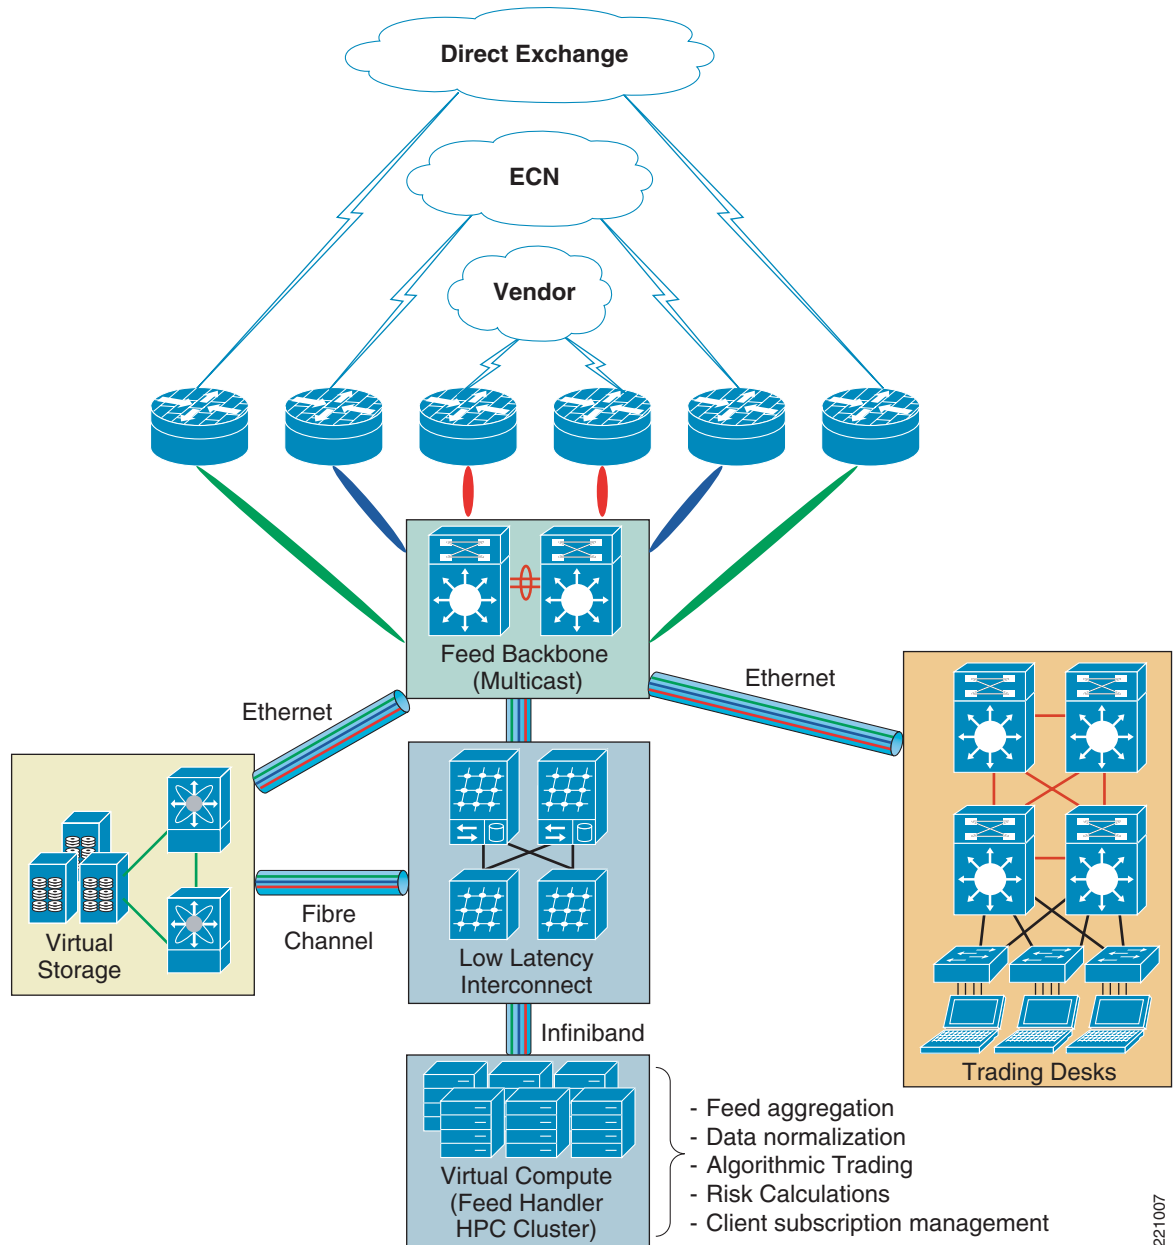 Direct Exchange
ECN
Vendor
Feed Backbone
(Multicast)
Ethernet
Ethernet
Virtual
Storage
Fibre
Channel
Low Latency
Interconnect
Infiniband
Trading Desks
Virtual Compute
(Feed Handler
HPC Cluster)
- Feed aggregation
- Data normalization
- Algorithmic Trading
- Risk Calculations
- Client subscription management
221007